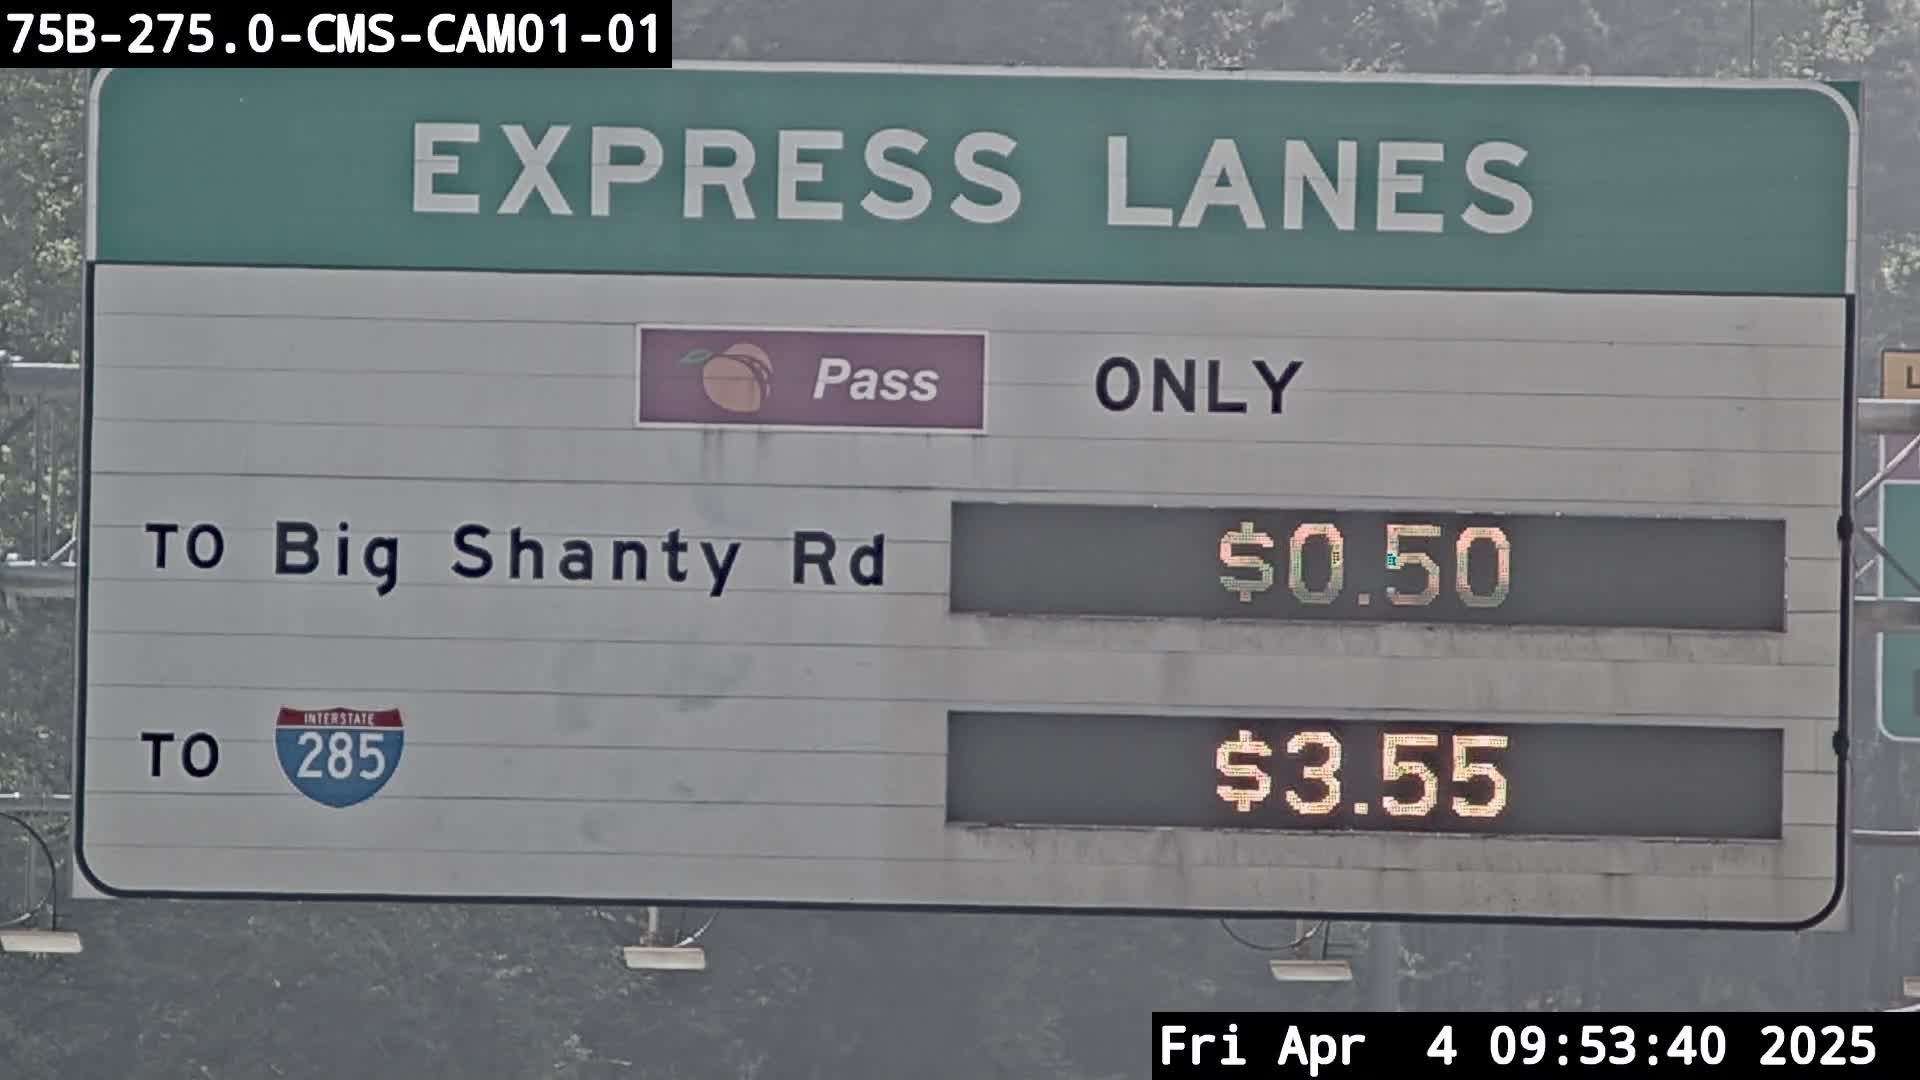 75B-275.0-CMS-CAM01-01
EXPRESS LANES
Pass ONLY
TO Big Shanty Rd $0.50
TO INTERSTATE 285 $3.55
Fri Apr 4 09:53:40 2025